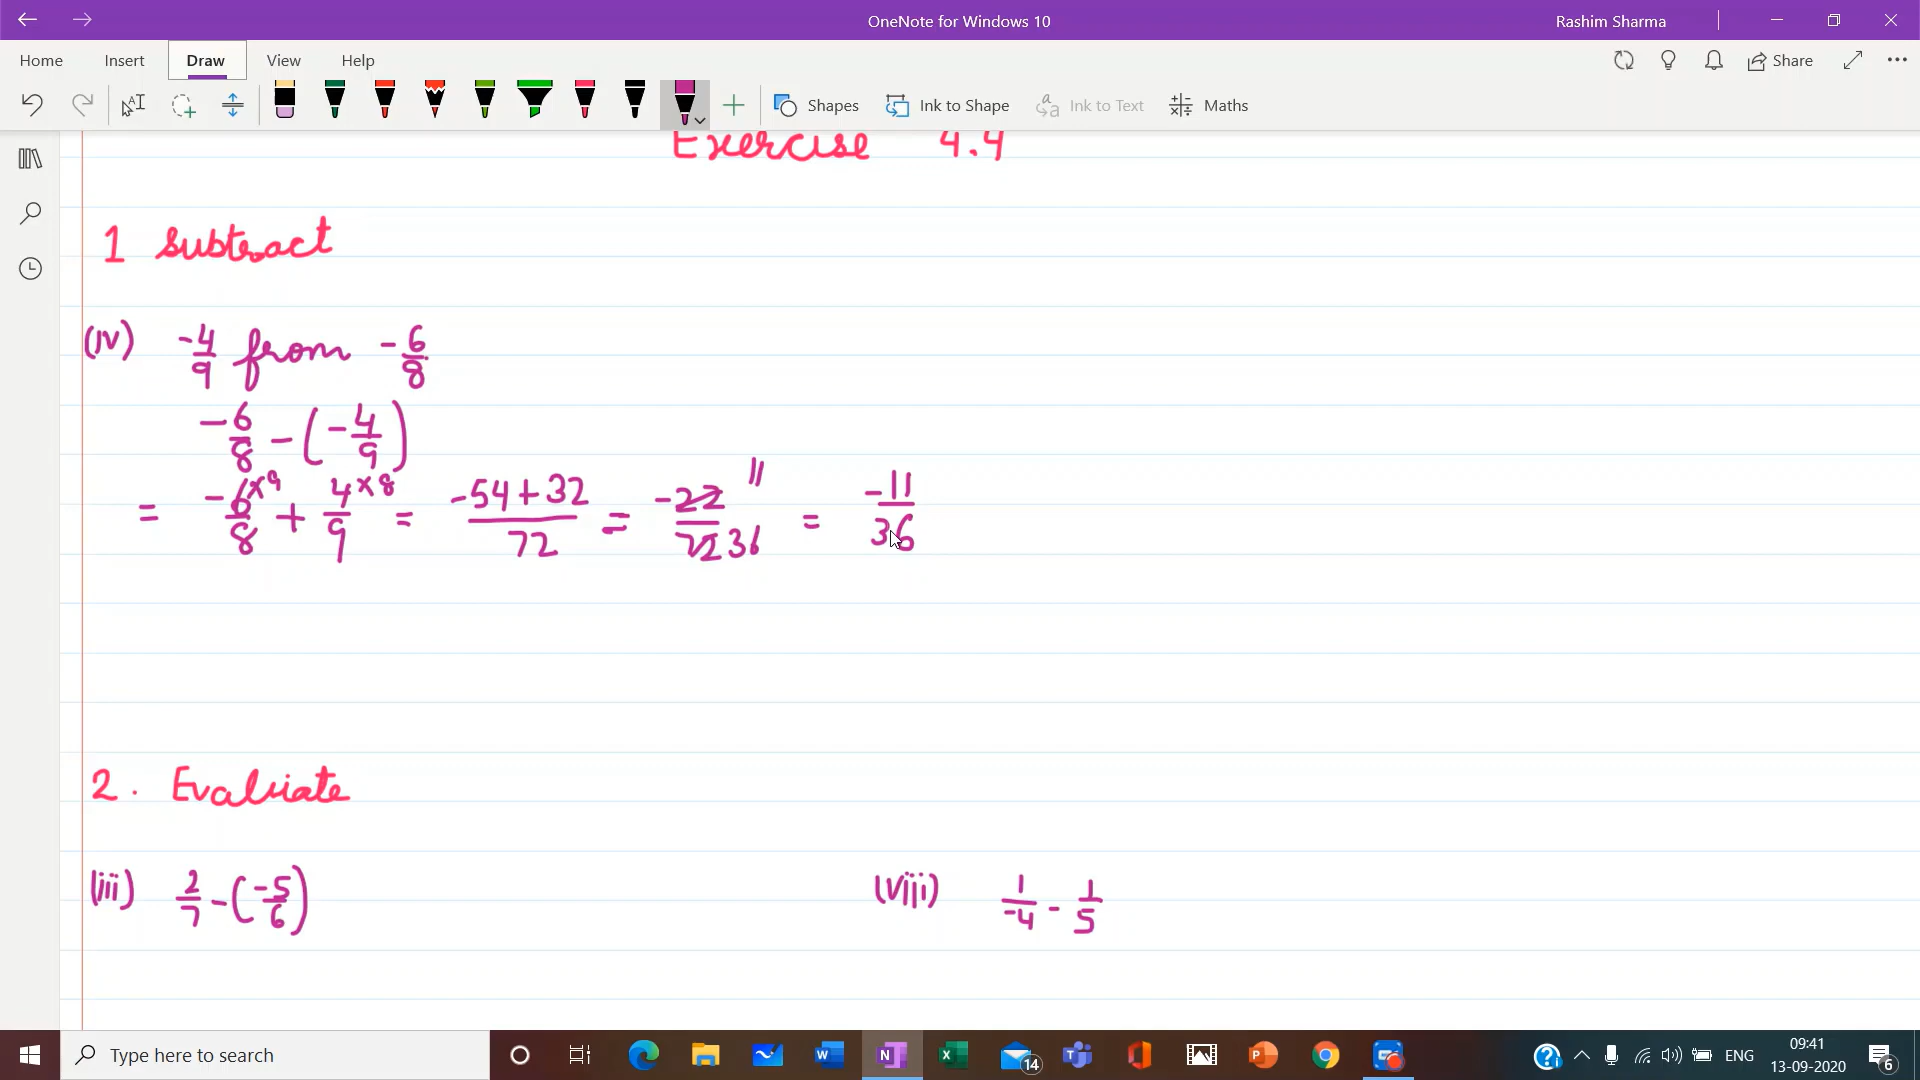 OneNote for Windows 10
Rashim Sharma
Home Insert Draw View Help
Share
Shapes Ink to Shape Ink to Text Maths
Exercise 4.4
1 Subtract
(iv) -4/9 from -6/8
-6/8 - (-4/9)
= -6×9/8 + 4×8/9 = -54+32/72 = -22/72 11 36 = -11/36
2. Evaluate
(iii) 2/7 - (-5/6) (viii) 1/-4 - 1/5
Type here to search
14
ENG
09:41
13-09-2020
6